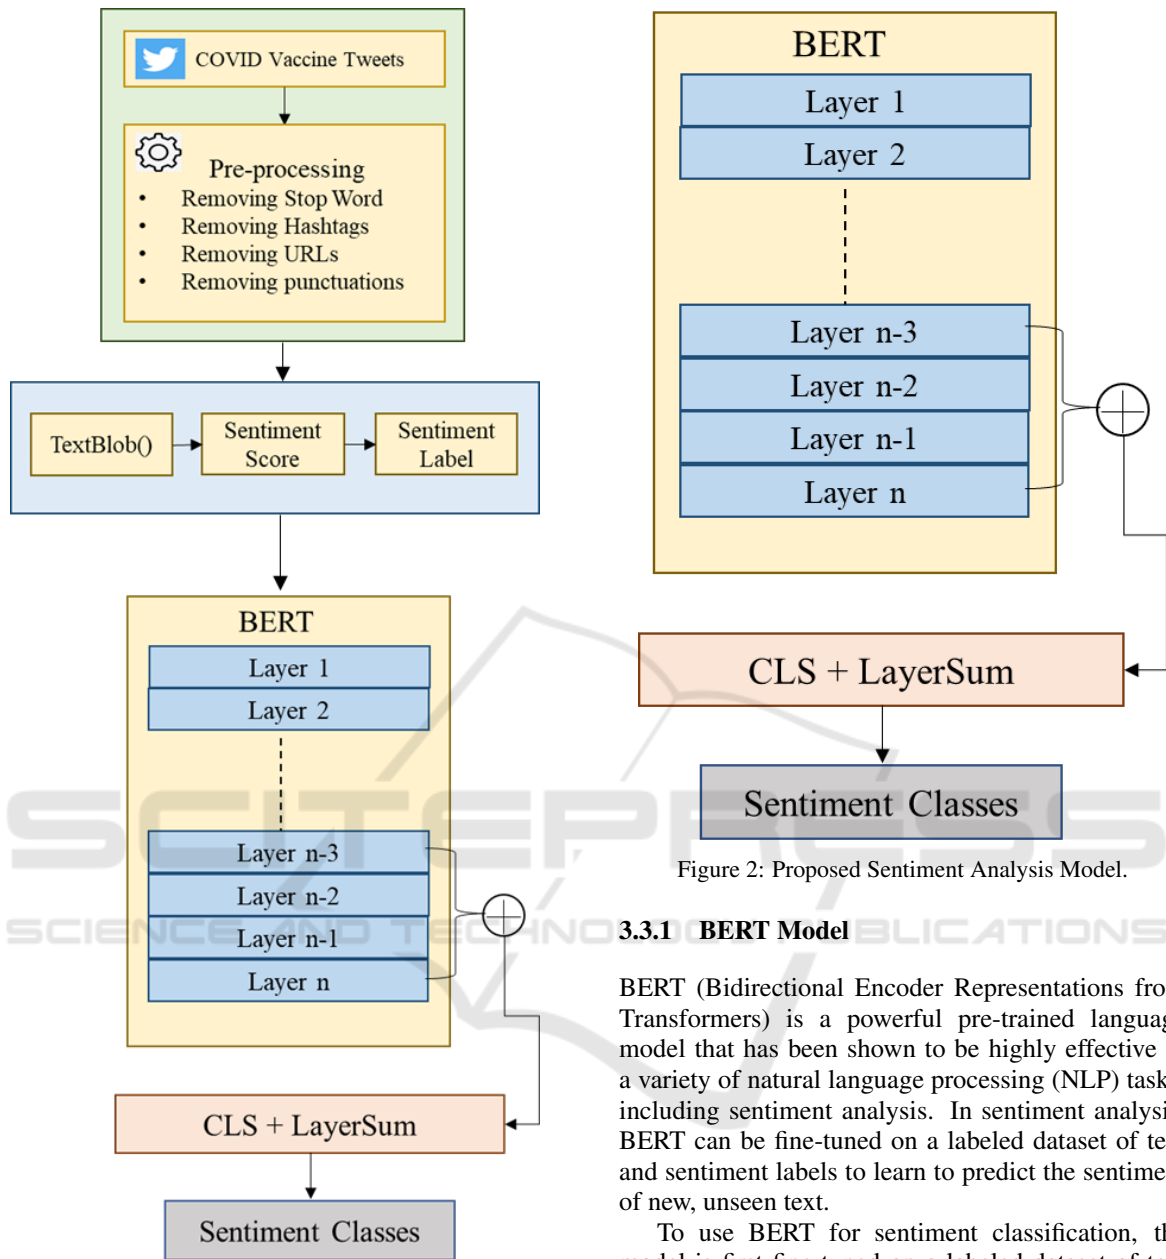 COVID Vaccine Tweets
Pre-processing
• Removing Stop Word
• Removing Hashtags
• Removing URLs
• Removing punctuations
TextBlob()
Sentiment
Score
Sentiment
Label
BERT
Layer 1
Layer 2
Layer n-3
Layer n-2
Layer n-1
Layer n
CLS + LayerSum
Sentiment Classes
BERT
Layer 1
Layer 2
Layer n-3
Layer n-2
Layer n-1
Layer n
CLS + LayerSum
Sentiment Classes
Figure 2: Proposed Sentiment Analysis Model.
3.3.1 BERT Model
BERT (Bidirectional Encoder Representations
Transformers) is a powerful pre-trained
model that has been shown to be highly effective
a variety of natural language processing (NLP)
including sentiment analysis. In sentiment
BERT can be fine-tuned on a labeled dataset of
and sentiment labels to learn to predict the
of new, unseen text.
To use BERT for sentiment classification,
SCITEPRESS
SCIENCE AND TECHNOLOGY PUBLICATIONS